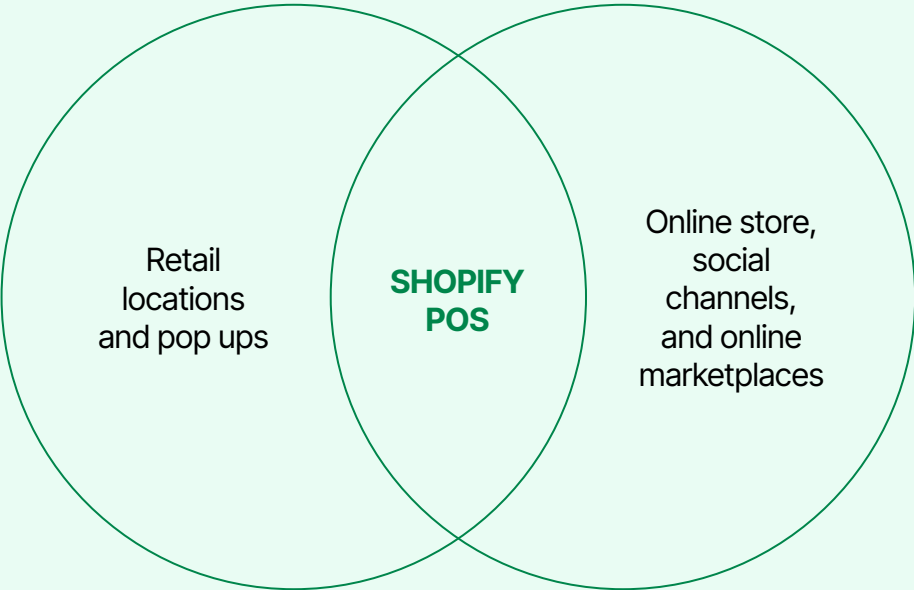 Retail
locations
and pop ups
SHOPIFY
POS
Online store,
social
channels,
and online
marketplaces